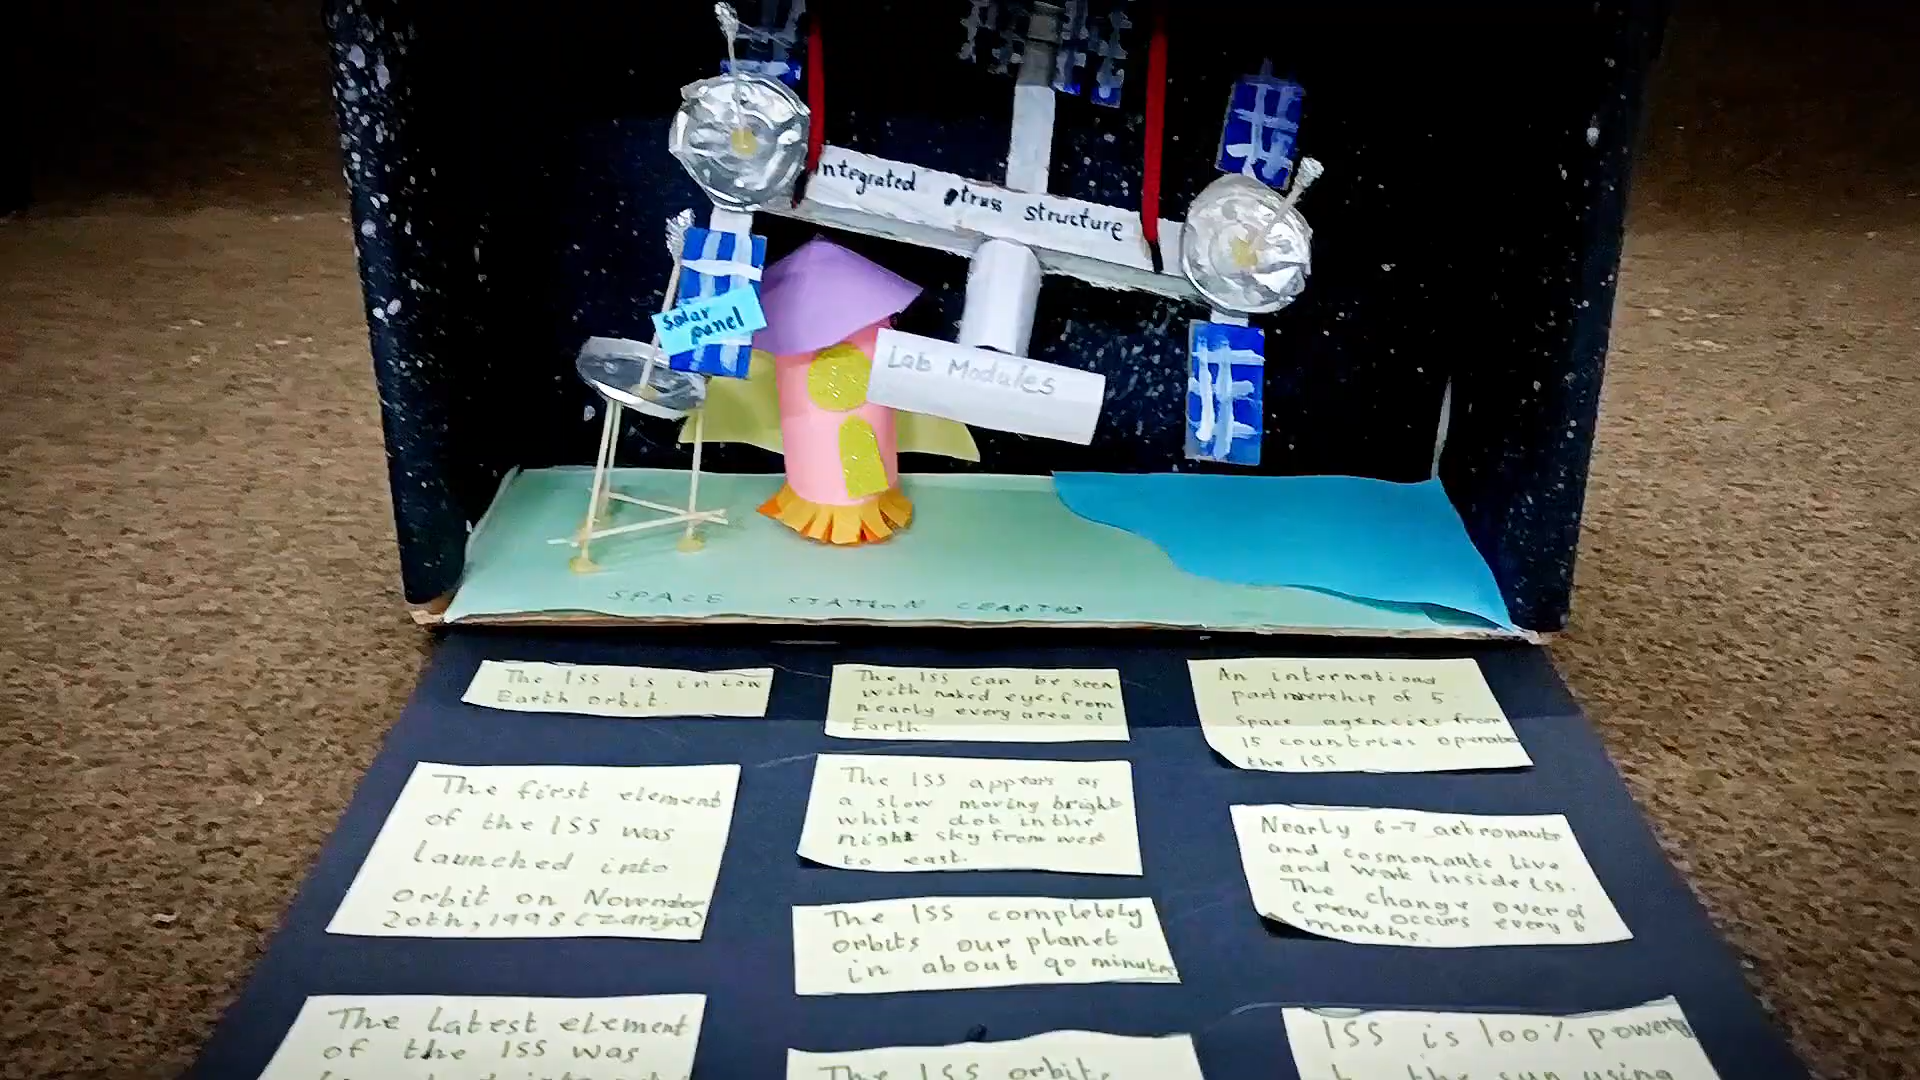 Integrated truss structure
solar
panel
Lab Modules
SPACE STATION (EARTH)
The ISS is in low
Earth orbit.
The ISS can be seen
with naked eyes from
nearly every area of
Earth.
An international
partnership of 5
space agencies from
15 countries operates
the ISS
The first element
of the ISS was
launched into
orbit on November
20th, 1998 (Zarya)
The ISS appears as
a slow moving bright
white dot in the
night sky from west
to east.
Nearly 6-7 astronauts
and cosmonauts live
and work inside ISS.
The change over of
crew occurs every 6
months.
The ISS completely
orbits our planet
in about 90 minutes
The latest element
of the ISS was
The ISS orbits
ISS is 100% powered
the sun using